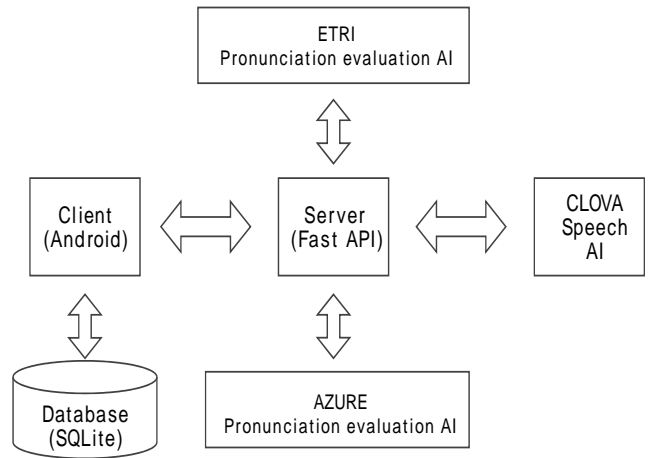 ETRI
Pronunciation evaluation AI
Client
(Android)
Server
(Fast API)
CLOVA
Speech
AI
Database
(SQLite)
AZURE
Pronunciation evaluation AI